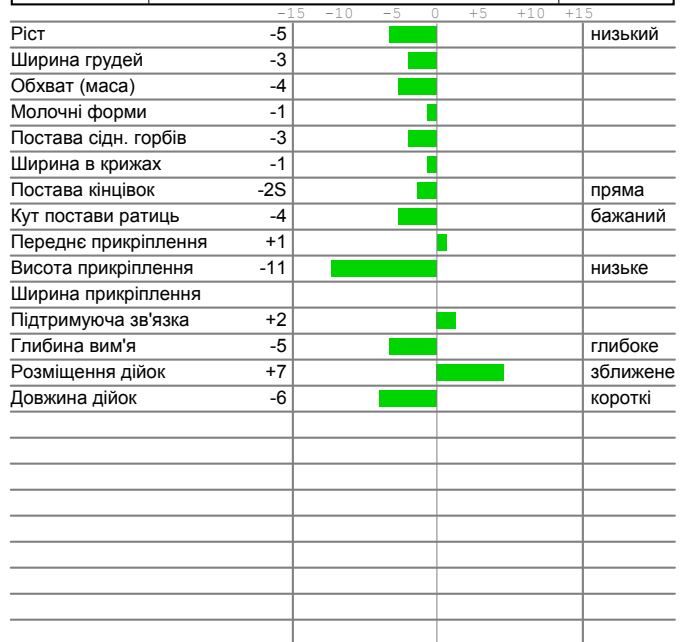 -15 -10 -5 0 +5 +10 +15
Ріст -5 низький
Ширина грудей -3
Обхват (маса) -4
Молочні форми -1
Постава сідн. горбів -3
Ширина в крижах -1
Постава кінцівок -2S пряма
Кут постави ратиць -4 бажаний
Переднє прикріплення +1
Висота прикріплення -11 низьке
Ширина прикріплення
Підтримуюча зв'язка +2
Глибина вим'я -5 глибоке
Розміщення дійок +7 зближене
Довжина дійок -6 короткі